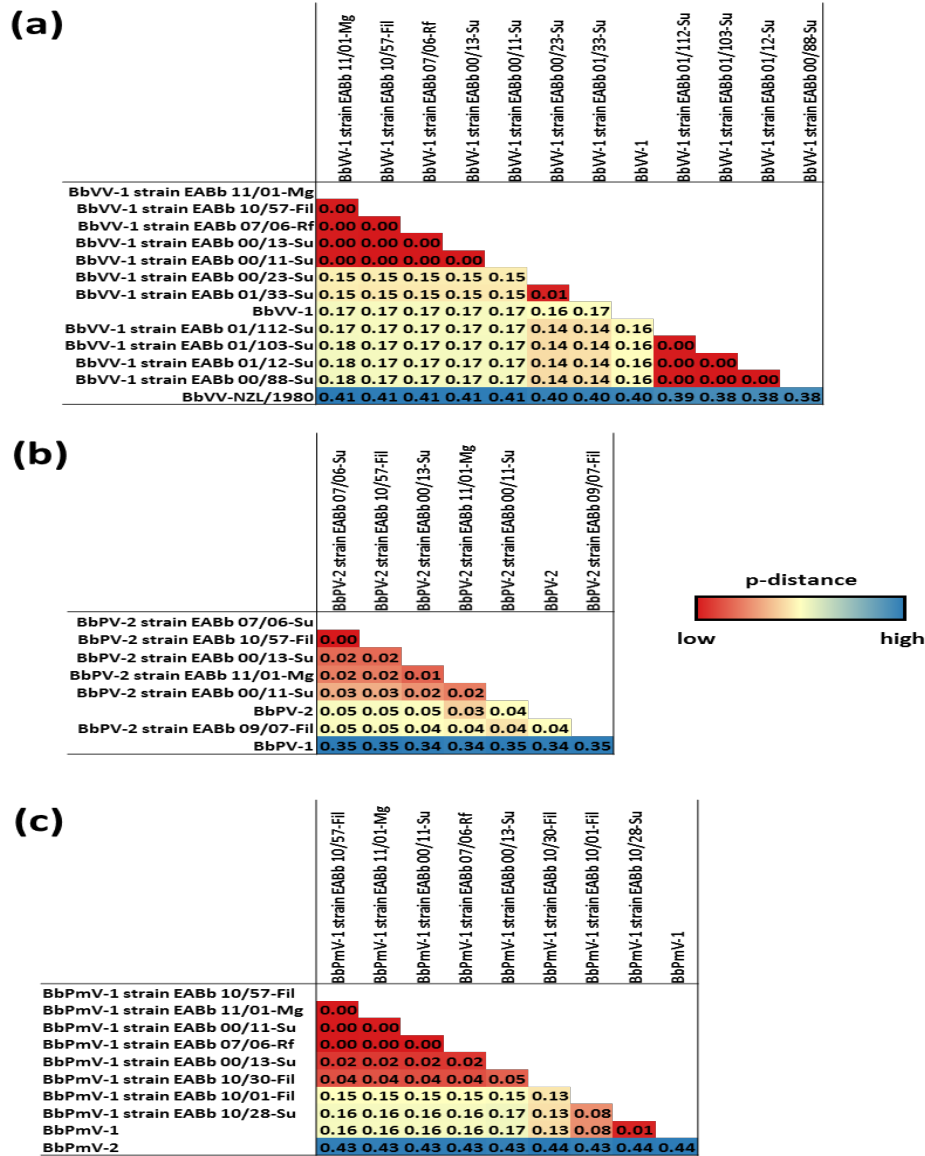 (a)
BbVV-1 strain EABb 11/01-Mg
BbVV-1 strain EABb 10/57-Fil
BbVV-1 strain EABb 07/06-Rf
BbVV-1 strain EABb 00/13-Su
BbVV-1 strain EABb 00/11-Su
BbVV-1 strain EABb 00/23-Su
BbVV-1 strain EABb 01/33-Su
BbVV-1
BbVV-1 strain EABb 01/112-Su
BbVV-1 strain EABb 01/103-Su
BbVV-1 strain EABb 01/12-Su
BbVV-1 strain EABb 00/88-Su
BbVV-1 strain EABb 11/01-Mg
BbVV-1 strain EABb 10/57-Fil 0.00
BbVV-1 strain EABb 07/06-Rf 0.00 0.00
BbVV-1 strain EABb 00/13-Su 0.00 0.00 0.00
BbVV-1 strain EABb 00/11-Su 0.00 0.00 0.00 0.00
BbVV-1 strain EABb 00/23-Su 0.15 0.15 0.15 0.15 0.15
BbVV-1 strain EABb 01/33-Su 0.15 0.15 0.15 0.15 0.15 0.01
BbVV-1 0.17 0.17 0.17 0.17 0.17 0.16 0.17
BbVV-1 strain EABb 01/112-Su 0.17 0.17 0.17 0.17 0.17 0.14 0.14 0.16
BbVV-1 strain EABb 01/103-Su 0.18 0.17 0.17 0.17 0.17 0.14 0.14 0.16 0.00
BbVV-1 strain EABb 01/12-Su 0.18 0.17 0.17 0.17 0.17 0.14 0.14 0.16 0.00 0.00
BbVV-1 strain EABb 00/88-Su 0.18 0.17 0.17 0.17 0.17 0.14 0.14 0.16 0.00 0.00 0.00
BbVV-NZL/1980 0.41 0.41 0.41 0.41 0.41 0.40 0.40 0.40 0.39 0.38 0.38 0.38
(b)
BbPV-2 strain EABb 07/06-Su
BbPV-2 strain EABb 10/57-Fil
BbPV-2 strain EABb 00/13-Su
BbPV-2 strain EABb 11/01-Mg
BbPV-2 strain EABb 00/11-Su
BbPV-2
BbPV-2 strain EABb 09/07-Fil
BbPV-2 strain EABb 07/06-Su
BbPV-2 strain EABb 10/57-Fil 0.00
BbPV-2 strain EABb 00/13-Su 0.02 0.02
BbPV-2 strain EABb 11/01-Mg 0.02 0.02 0.01
BbPV-2 strain EABb 00/11-Su 0.03 0.03 0.02 0.02
BbPV-2 0.05 0.05 0.05 0.03 0.04
BbPV-2 strain EABb 09/07-Fil 0.05 0.05 0.04 0.04 0.04 0.04
BbPV-1 0.35 0.35 0.34 0.34 0.35 0.34 0.35
p-distance
low high
(c)
BbPmV-1 strain EABb 10/57-Fil
BbPmV-1 strain EABb 11/01-Mg
BbPmV-1 strain EABb 00/11-Su
BbPmV-1 strain EABb 07/06-Rf
BbPmV-1 strain EABb 00/13-Su
BbPmV-1 strain EABb 10/30-Fil
BbPmV-1 strain EABb 10/01-Fil
BbPmV-1 strain EABb 10/28-Su
BbPmV-1
BbPmV-1 strain EABb 10/57-Fil
BbPmV-1 strain EABb 11/01-Mg 0.00
BbPmV-1 strain EABb 00/11-Su 0.00 0.00
BbPmV-1 strain EABb 07/06-Rf 0.00 0.00 0.00
BbPmV-1 strain EABb 00/13-Su 0.02 0.02 0.02 0.02
BbPmV-1 strain EABb 10/30-Fil 0.04 0.04 0.04 0.04 0.05
BbPmV-1 strain EABb 10/01-Fil 0.15 0.15 0.15 0.15 0.15 0.13
BbPmV-1 strain EABb 10/28-Su 0.16 0.16 0.16 0.16 0.17 0.13 0.08
BbPmV-1 0.16 0.16 0.16 0.16 0.17 0.13 0.08 0.01
BbPmV-2 0.43 0.43 0.43 0.43 0.43 0.44 0.43 0.44 0.44